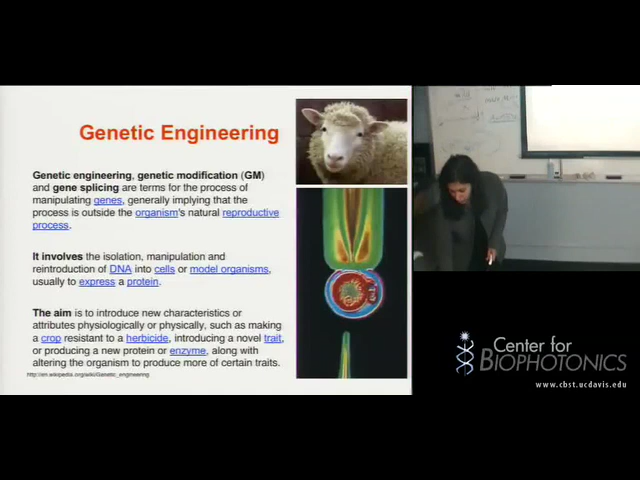 Genetic Engineering
Genetic engineering, genetic modification (GM)
and gene splicing are terms for the process of
manipulating genes, generally implying that the
process is outside the organism's natural reproductive
process.
It involves the isolation, manipulation and
reintroduction of DNA into cells or model organisms,
usually to express a protein.
The aim is to introduce new characteristics or
attributes physiologically or physically, such as making
a crop resistant to a herbicide, introducing a novel trait,
or producing a new protein or enzyme, along with
altering the organism to produce more of certain traits.
http://en.wikipedia.org/wiki/Genetic_engineering
Center for
BIOPHOTONICS
www.cbst.ucdavis.edu